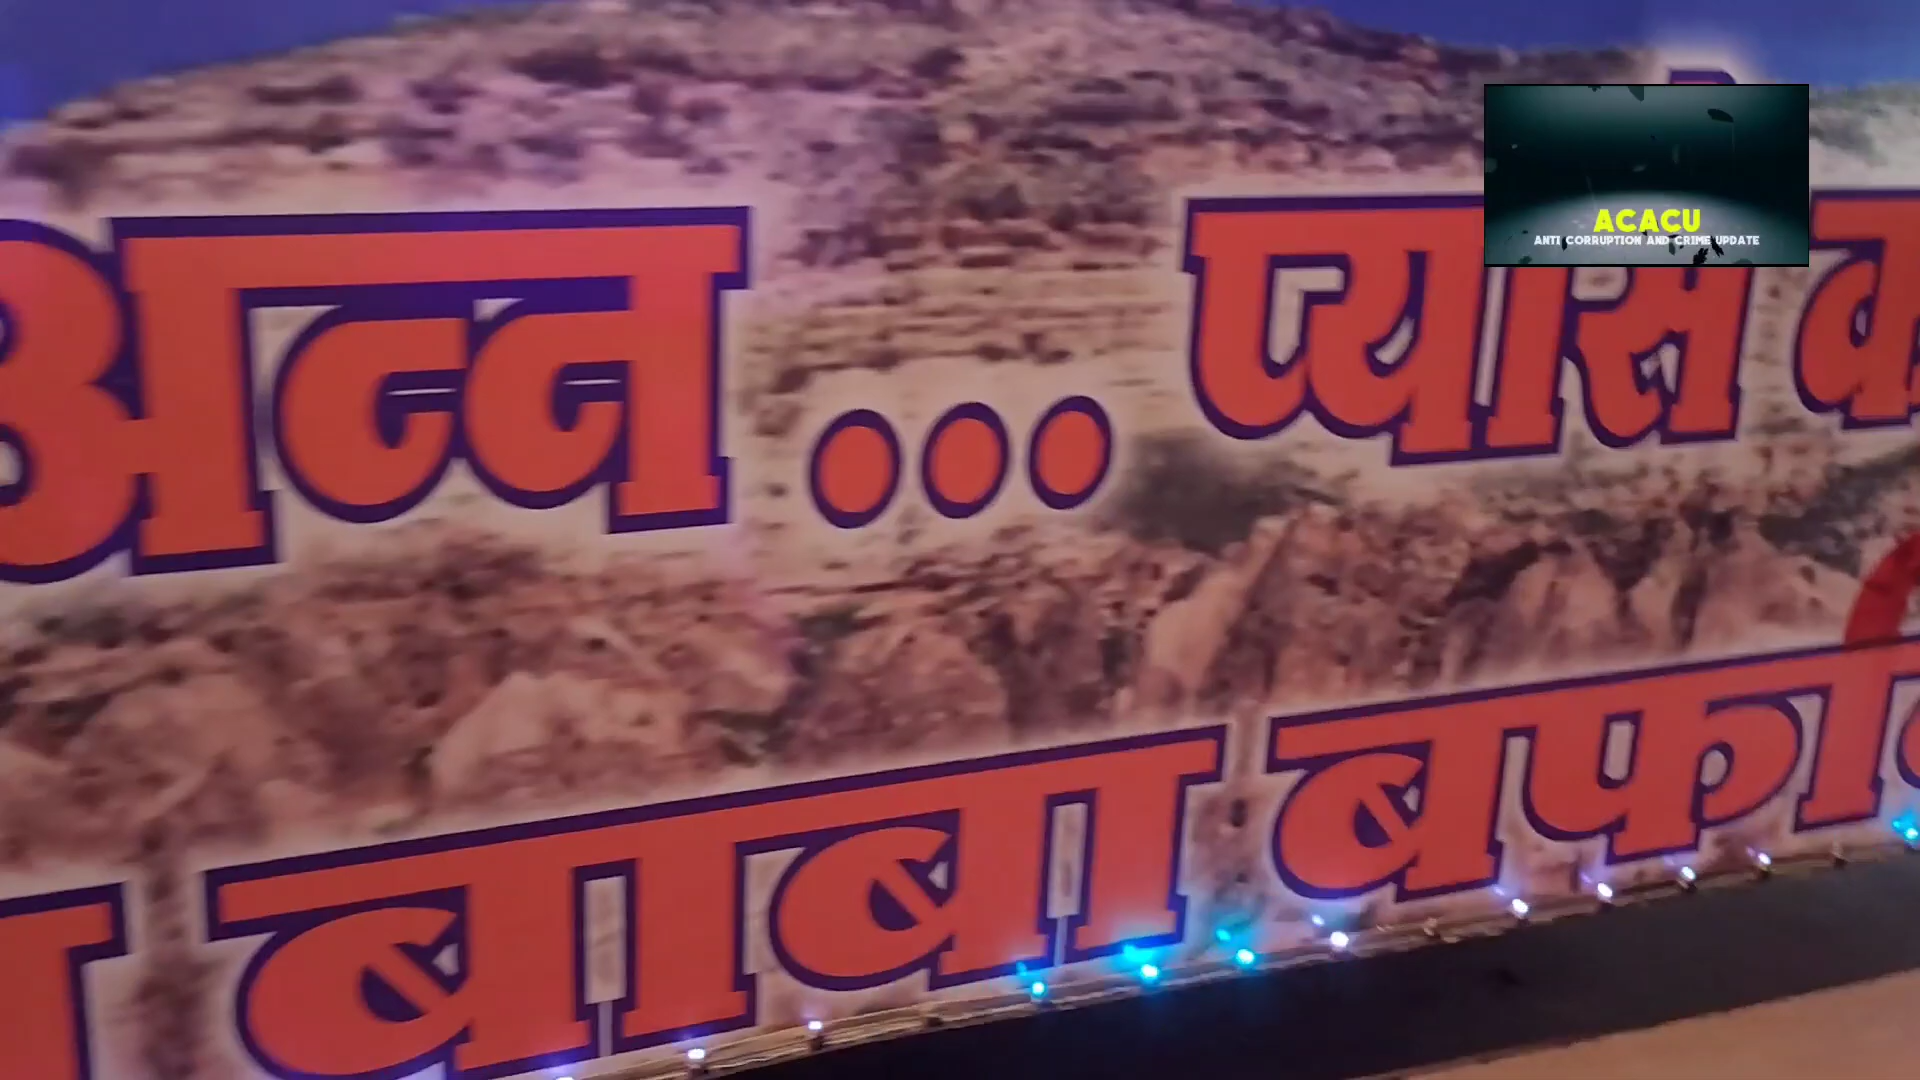 अन्न... प्यासे
बाबा
ACACU
ANTI CORRUPTION AND CRIME UPDATE